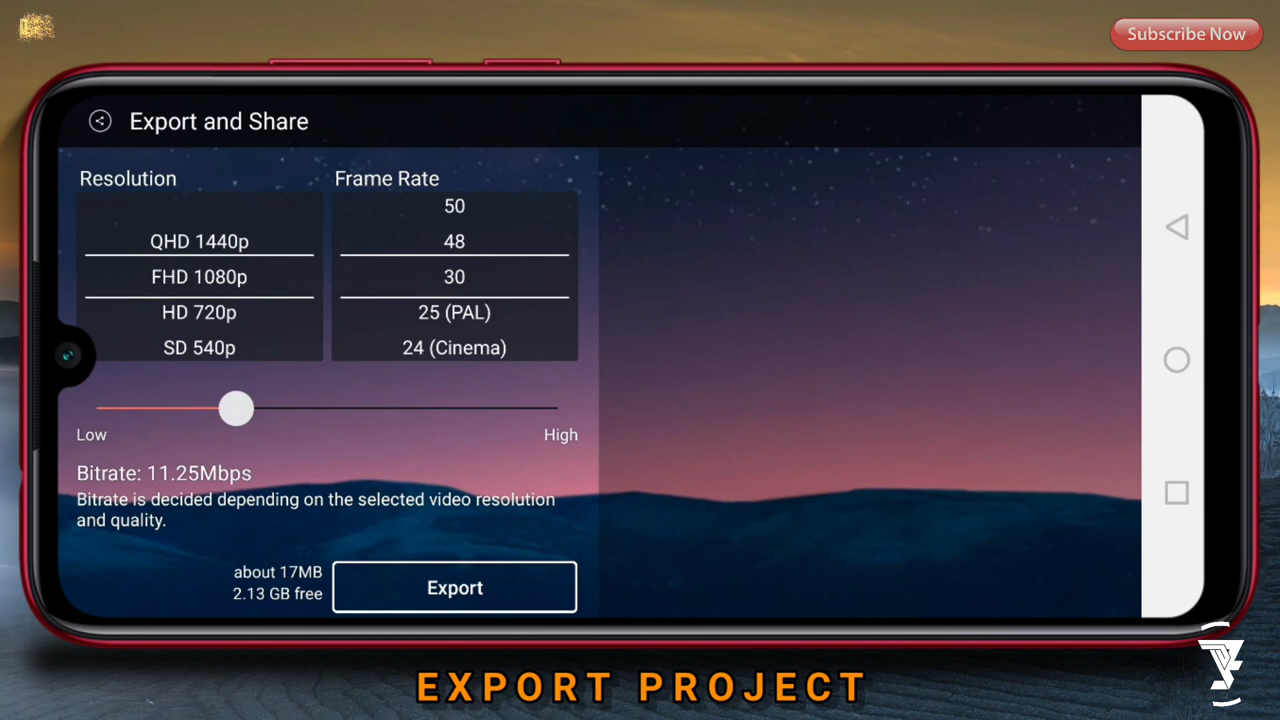 Subscribe Now
Export and Share
Resolution
Frame Rate
50
QHD 1440p
48
FHD 1080p
30
HD 720p
25 (PAL)
SD 540p
24 (Cinema)
Low
High
Bitrate: 11.25Mbps
Bitrate is decided depending on the selected video resolution
and quality.
about 17MB
2.13 GB free
Export
EXPORT PROJECT